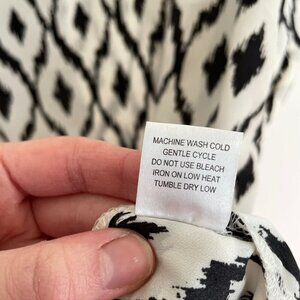 MACHINE WASH COLD
GENTLE CYCLE
DO NOT USE BLEACH
IRON ON LOW HEAT
TUMBLE DRY LOW